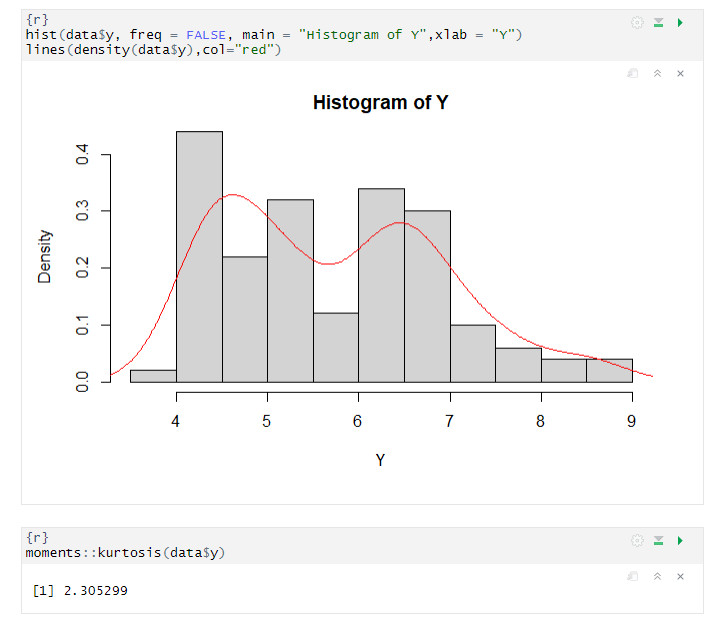 {r}
hist(data$y, freq = FALSE, main = "Histogram of Y",xlab = "Y")
lines(density(data$y),col="red")
Histogram of Y
Density
0.4
0.3
0.2
0.1
0.0
4 5 6 7 8 9
Y
{r}
moments::kurtosis(data$y)
[1] 2.305299